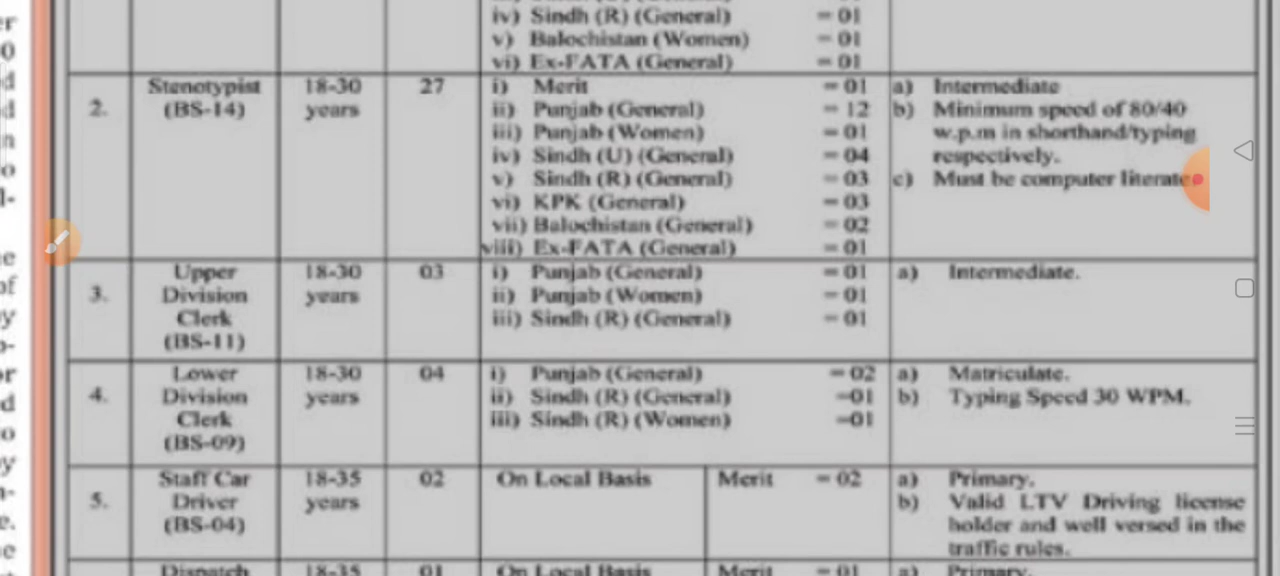 iv) Sindh (R) (General) = 01
v) Balochistan (Women) = 01
vi) Ex-FATA (General) = 01
2. Stenotypist 18-30 27 i) Merit = 01 a) Intermediate
(BS-14) years ii) Punjab (General) = 12 b) Minimum speed of 80/40
iii) Punjab (Women) = 01 w.p.m in shorthand/typing
iv) Sindh (U) (General) = 04 respectively.
v) Sindh (R) (General) = 03 c) Must be computer literate
vi) KPK (General) = 03
vii) Balochistan (General) = 02
viii) Ex-FATA (General) = 01
Upper 18-30 03 i) Punjab (General) = 01 a) Intermediate.
3. Division years ii) Punjab (Women) = 01
Clerk iii) Sindh (R) (General) = 01
(BS-11)
Lower 18-30 04 i) Punjab (General) = 02 a) Matriculate.
4. Division years ii) Sindh (R) (General) =01 b) Typing Speed 30 WPM.
Clerk iii) Sindh (R) (Women) =01
(BS-09)
Staff Car 18-35 02 On Local Basis Merit = 02 a) Primary.
5. Driver years b) Valid LTV Driving license
(BS-04) holder and well versed in the
traffic rules.
Dispatch 18-35 01 On Local Basis Merit = 01 a) Primary.